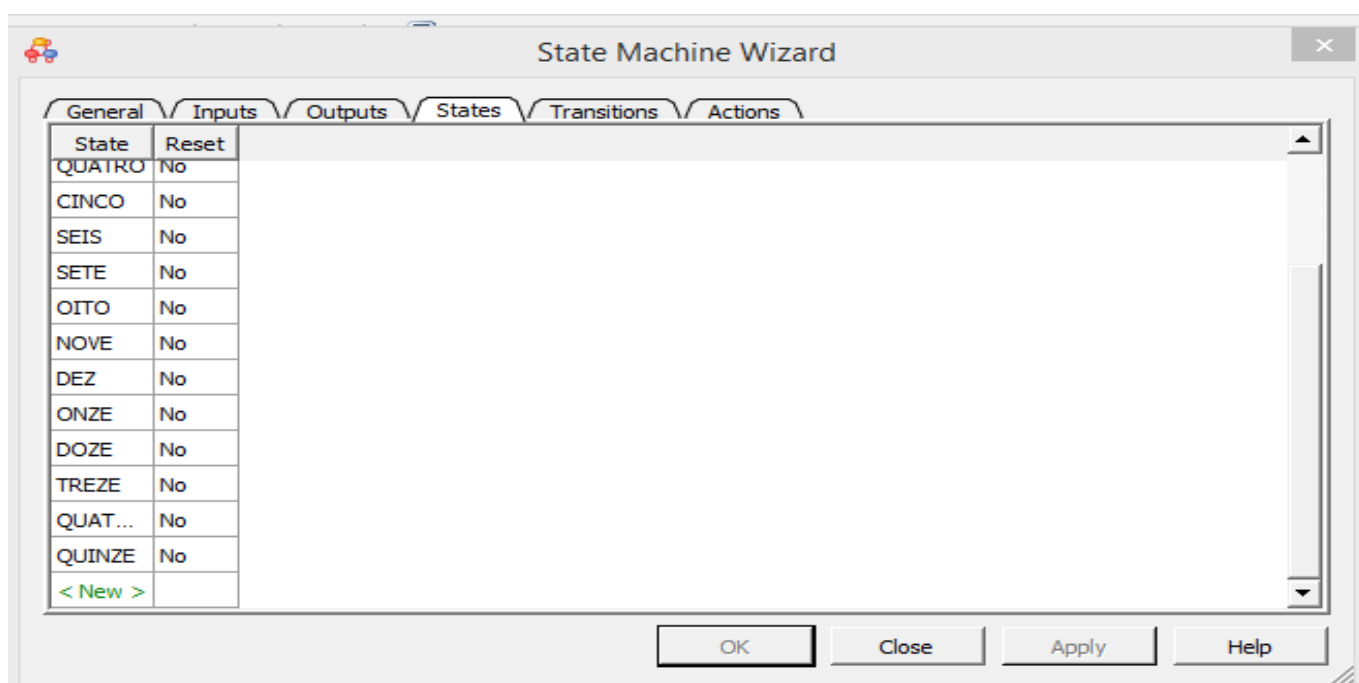 State Machine Wizard ×
General Inputs Outputs States Transitions Actions
State Reset
QUATRO No
CINCO No
SEIS No
SETE No
OITO No
NOVE No
DEZ No
ONZE No
DOZE No
TREZE No
QUAT... No
QUINZE No
< New >
OK Close Apply Help